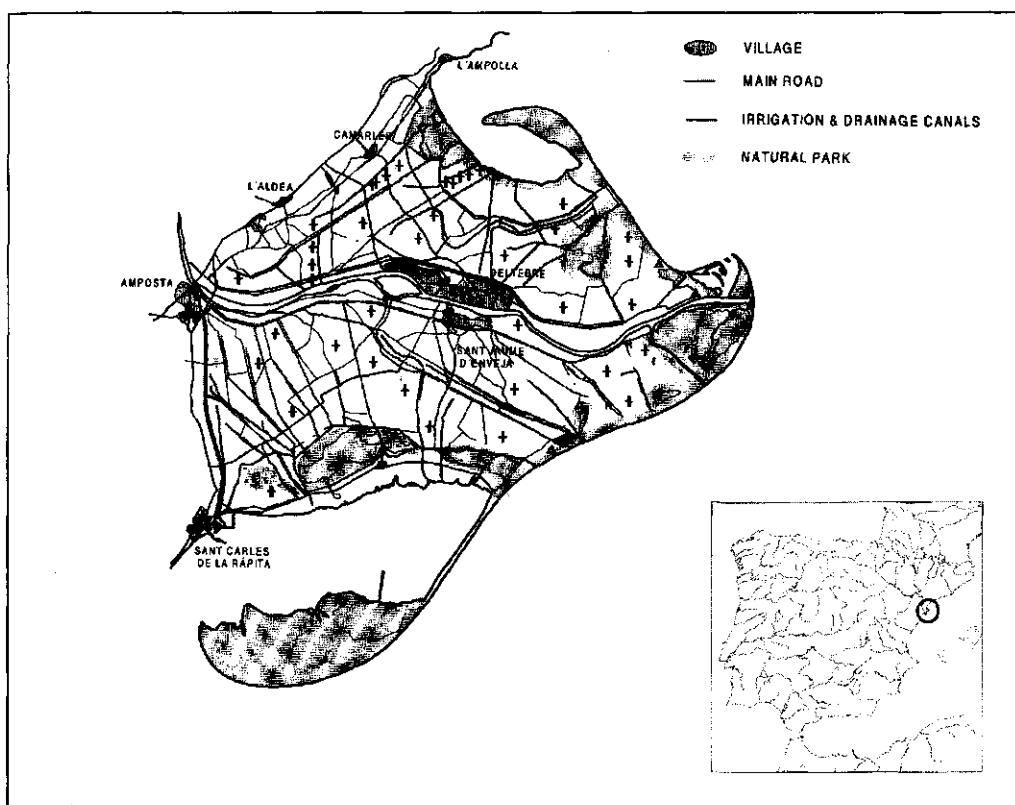 VILLAGE
MAIN ROAD
IRRIGATION & DRAINAGE CANALS
NATURAL PARK
L'AMPOLLA
CAMARLES
L'ALDEA
AMPOSTA
DELTEBRE
SANT JAUME
D'ENVEJA
SANT CARLES
DE LA RÁPITA